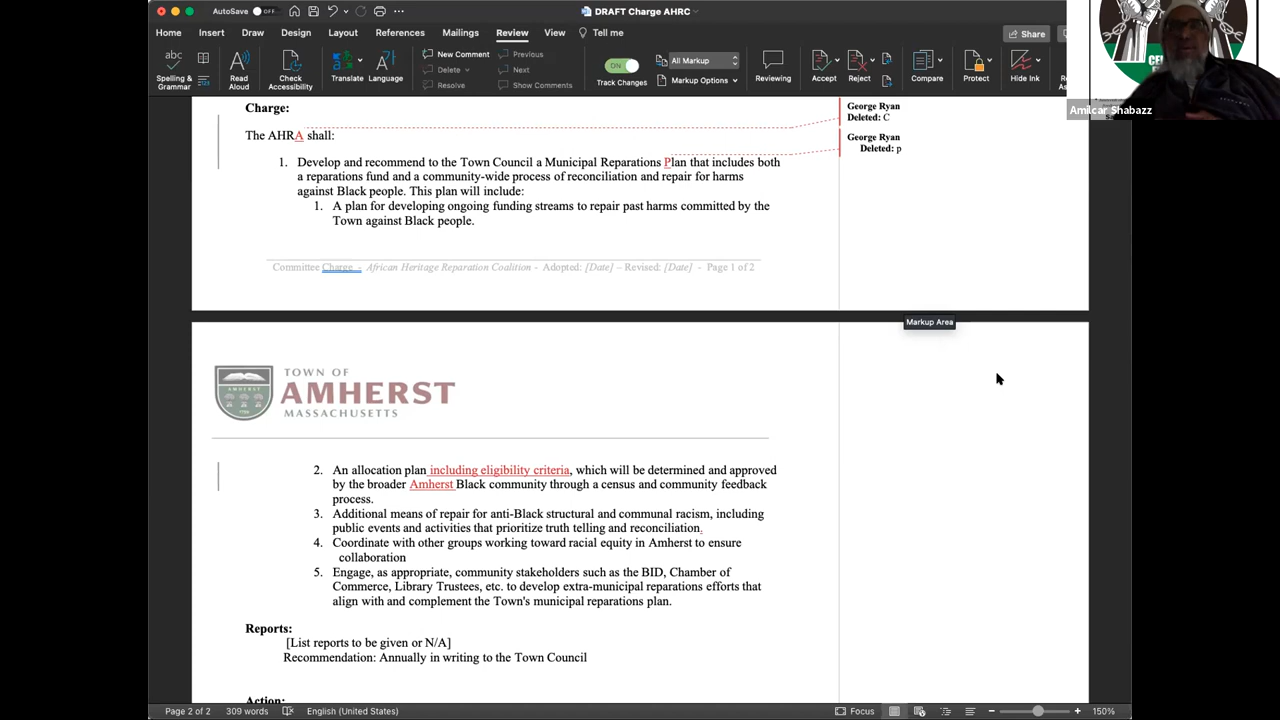 AutoSave OFF DRAFT Charge AHRC
Home Insert Draw Design Layout References Mailings Review View Tell me Share
Spelling & Grammar
Read Aloud
Check Accessibility
Translate
Language
New Comment
Delete
Resolve
Previous
Next
Show Comments
ON
Track Changes
All Markup
Markup Options
Reviewing
Accept
Reject
Compare
Protect
Hide Ink
Amilcar Shabazz
Charge:
George Ryan
Deleted: C
The AHRA shall:
George Ryan
Deleted: p
1. Develop and recommend to the Town Council a Municipal Reparations Plan that includes both
a reparations fund and a community-wide process of reconciliation and repair for harms
against Black people. This plan will include:
1. A plan for developing ongoing funding streams to repair past harms committed by the
Town against Black people.
Committee Charge - African Heritage Reparation Coalition - Adopted: [Date] – Revised: [Date] - Page 1 of 2
Markup Area
TOWN OF
AMHERST
MASSACHUSETTS
AMHERST
2. An allocation plan including eligibility criteria, which will be determined and approved
by the broader Amherst Black community through a census and community feedback
process.
3. Additional means of repair for anti-Black structural and communal racism, including
public events and activities that prioritize truth telling and reconciliation.
4. Coordinate with other groups working toward racial equity in Amherst to ensure
collaboration
5. Engage, as appropriate, community stakeholders such as the BID, Chamber of
Commerce, Library Trustees, etc. to develop extra-municipal reparations efforts that
align with and complement the Town's municipal reparations plan.
Reports:
[List reports to be given or N/A]
Recommendation: Annually in writing to the Town Council
Action:
Page 2 of 2 309 words English (United States) Focus 150%